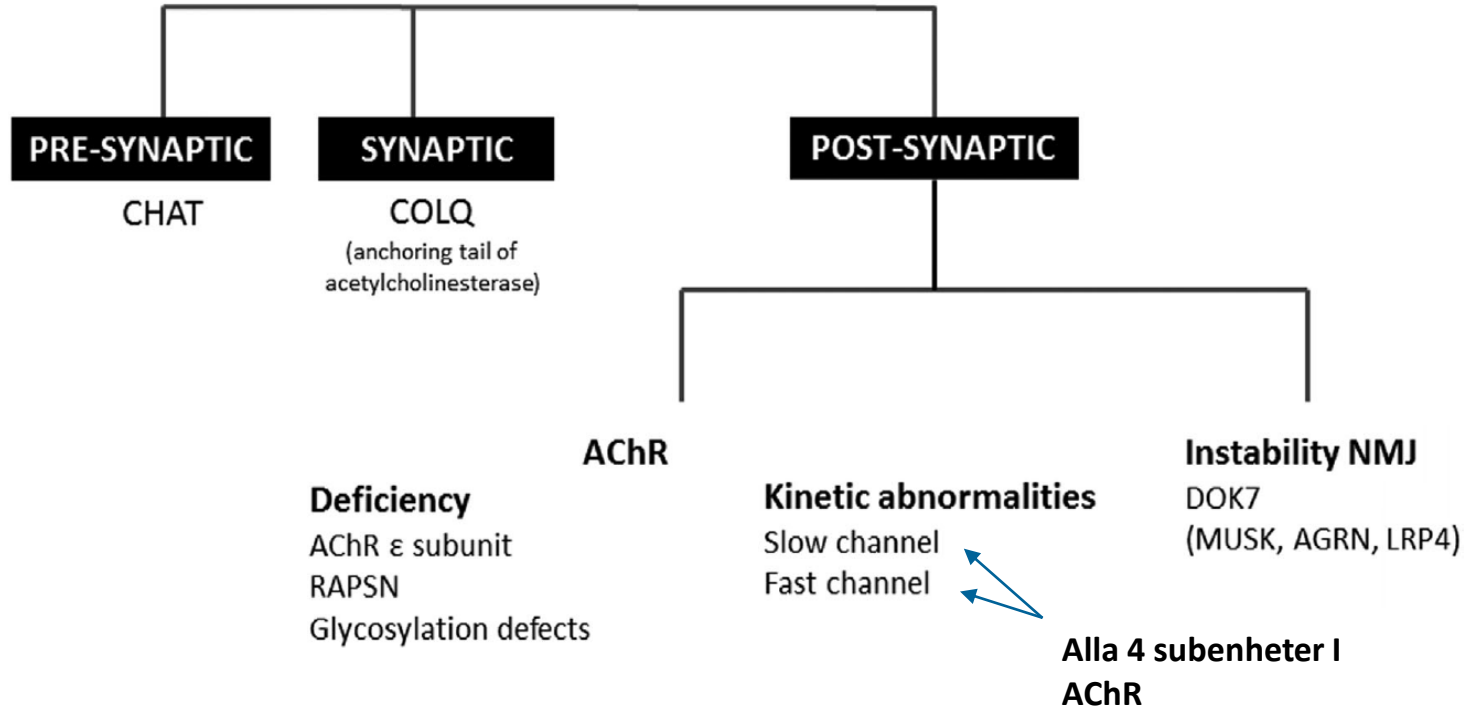 PRE-SYNAPTIC
CHAT
SYNAPTIC
COLQ
(anchoring tail of
acetylcholinesterase)
POST-SYNAPTIC
AChR
Deficiency
AChR ε subunit
RAPSN
Glycosylation defects
Kinetic abnormalities
Slow channel
Fast channel
Alla 4 subenheter I
AChR
Instability NMJ
DOK7
(MUSK, AGRN, LRP4)